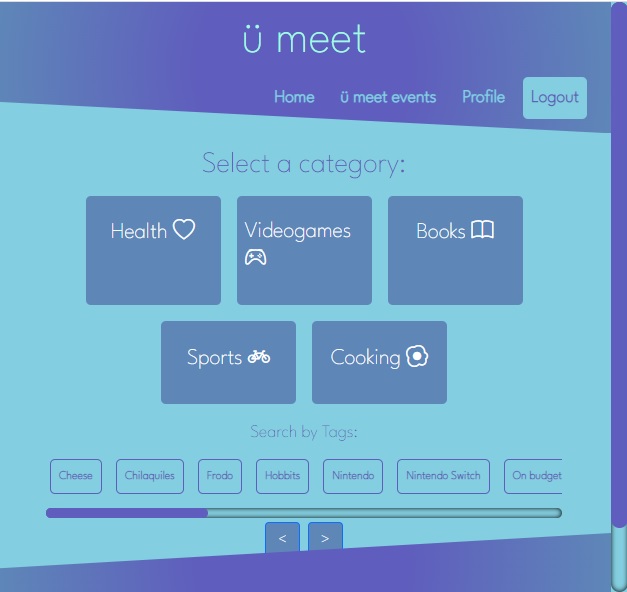 ü meet
Home ü meet events Profile Logout
Select a category:
Health Videogames Books
Sports Cooking
Search by Tags:
Cheese Chilaquiles Frodo Hobbits Nintendo Nintendo Switch On budget
< >